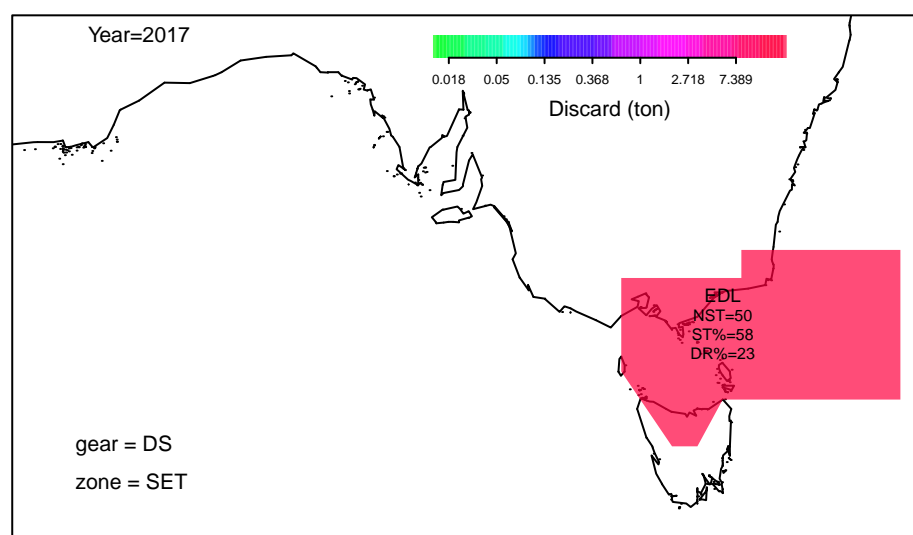 Year=2017
0.018 0.05 0.135 0.368 1 2.718 7.389
Discard (ton)
EDL
NST=50
ST%=58
DR%=23
gear = DS
zone = SET